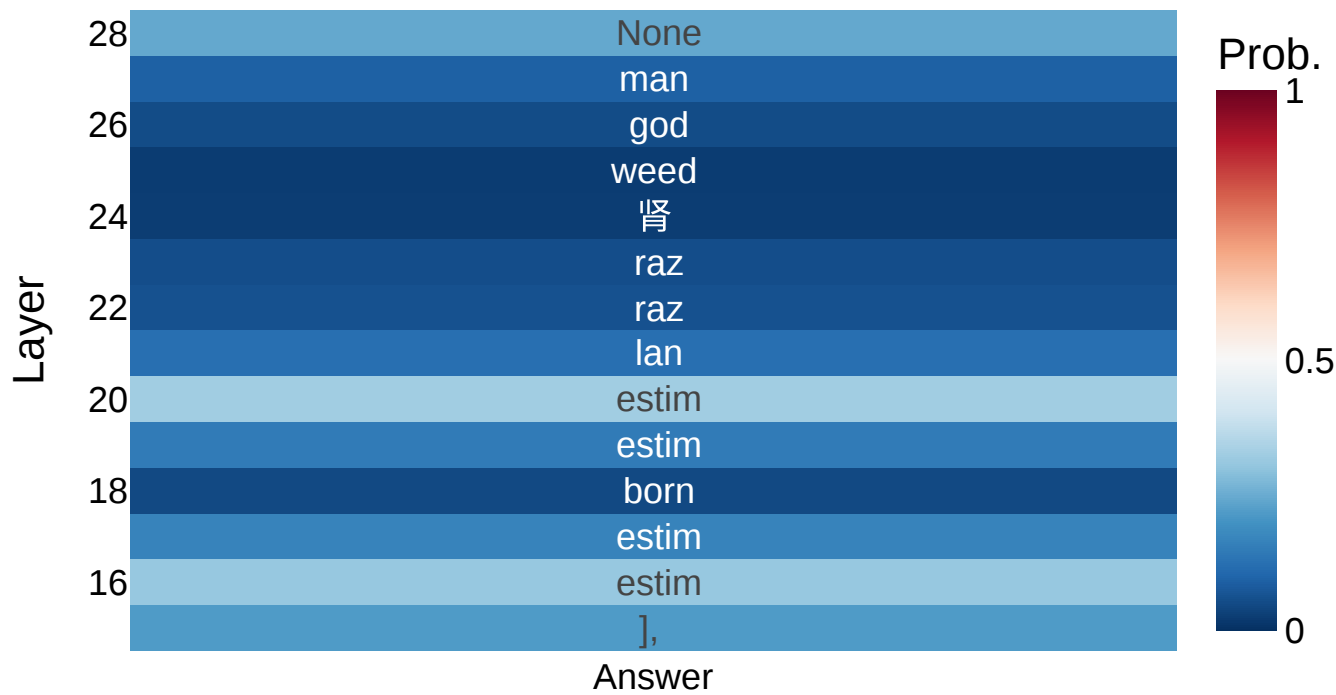 28 None
man
26 god
weed
24 肾
raz
22 raz
lan
20 estim
estim
18 born
estim
16 estim
],
Layer
Answer
Prob.
1
0.5
0